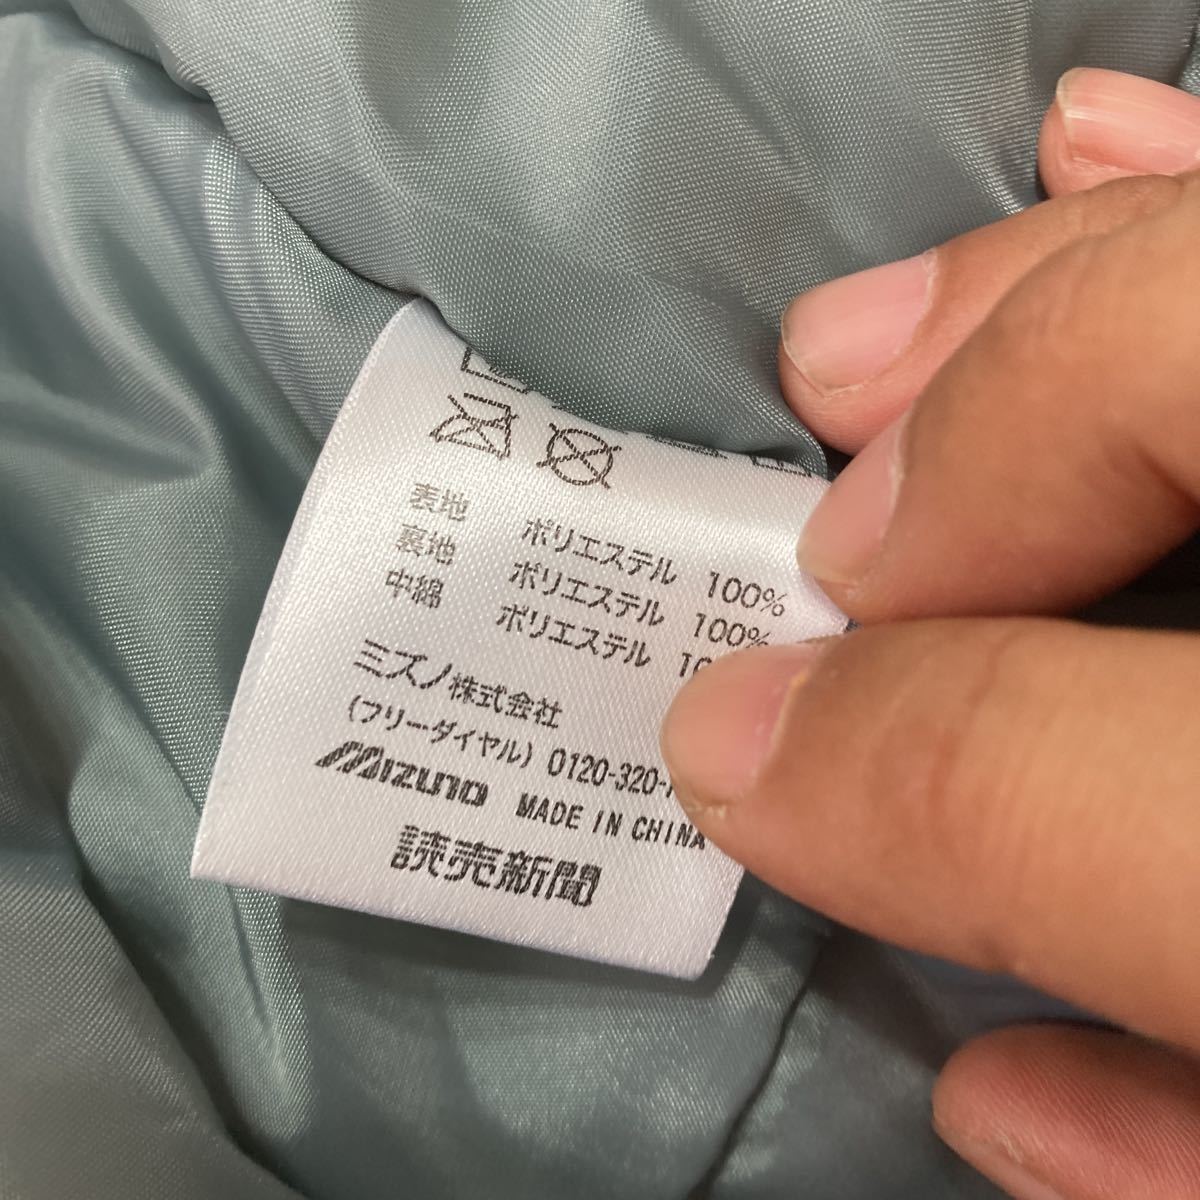 表地 ポリエステル 100%
裏地 ポリエステル 100%
中綿 ポリエステル
ミズノ株式会社
(フリーダイヤル) 0120-320-
MIZUNO MADE IN CHINA
読売新聞